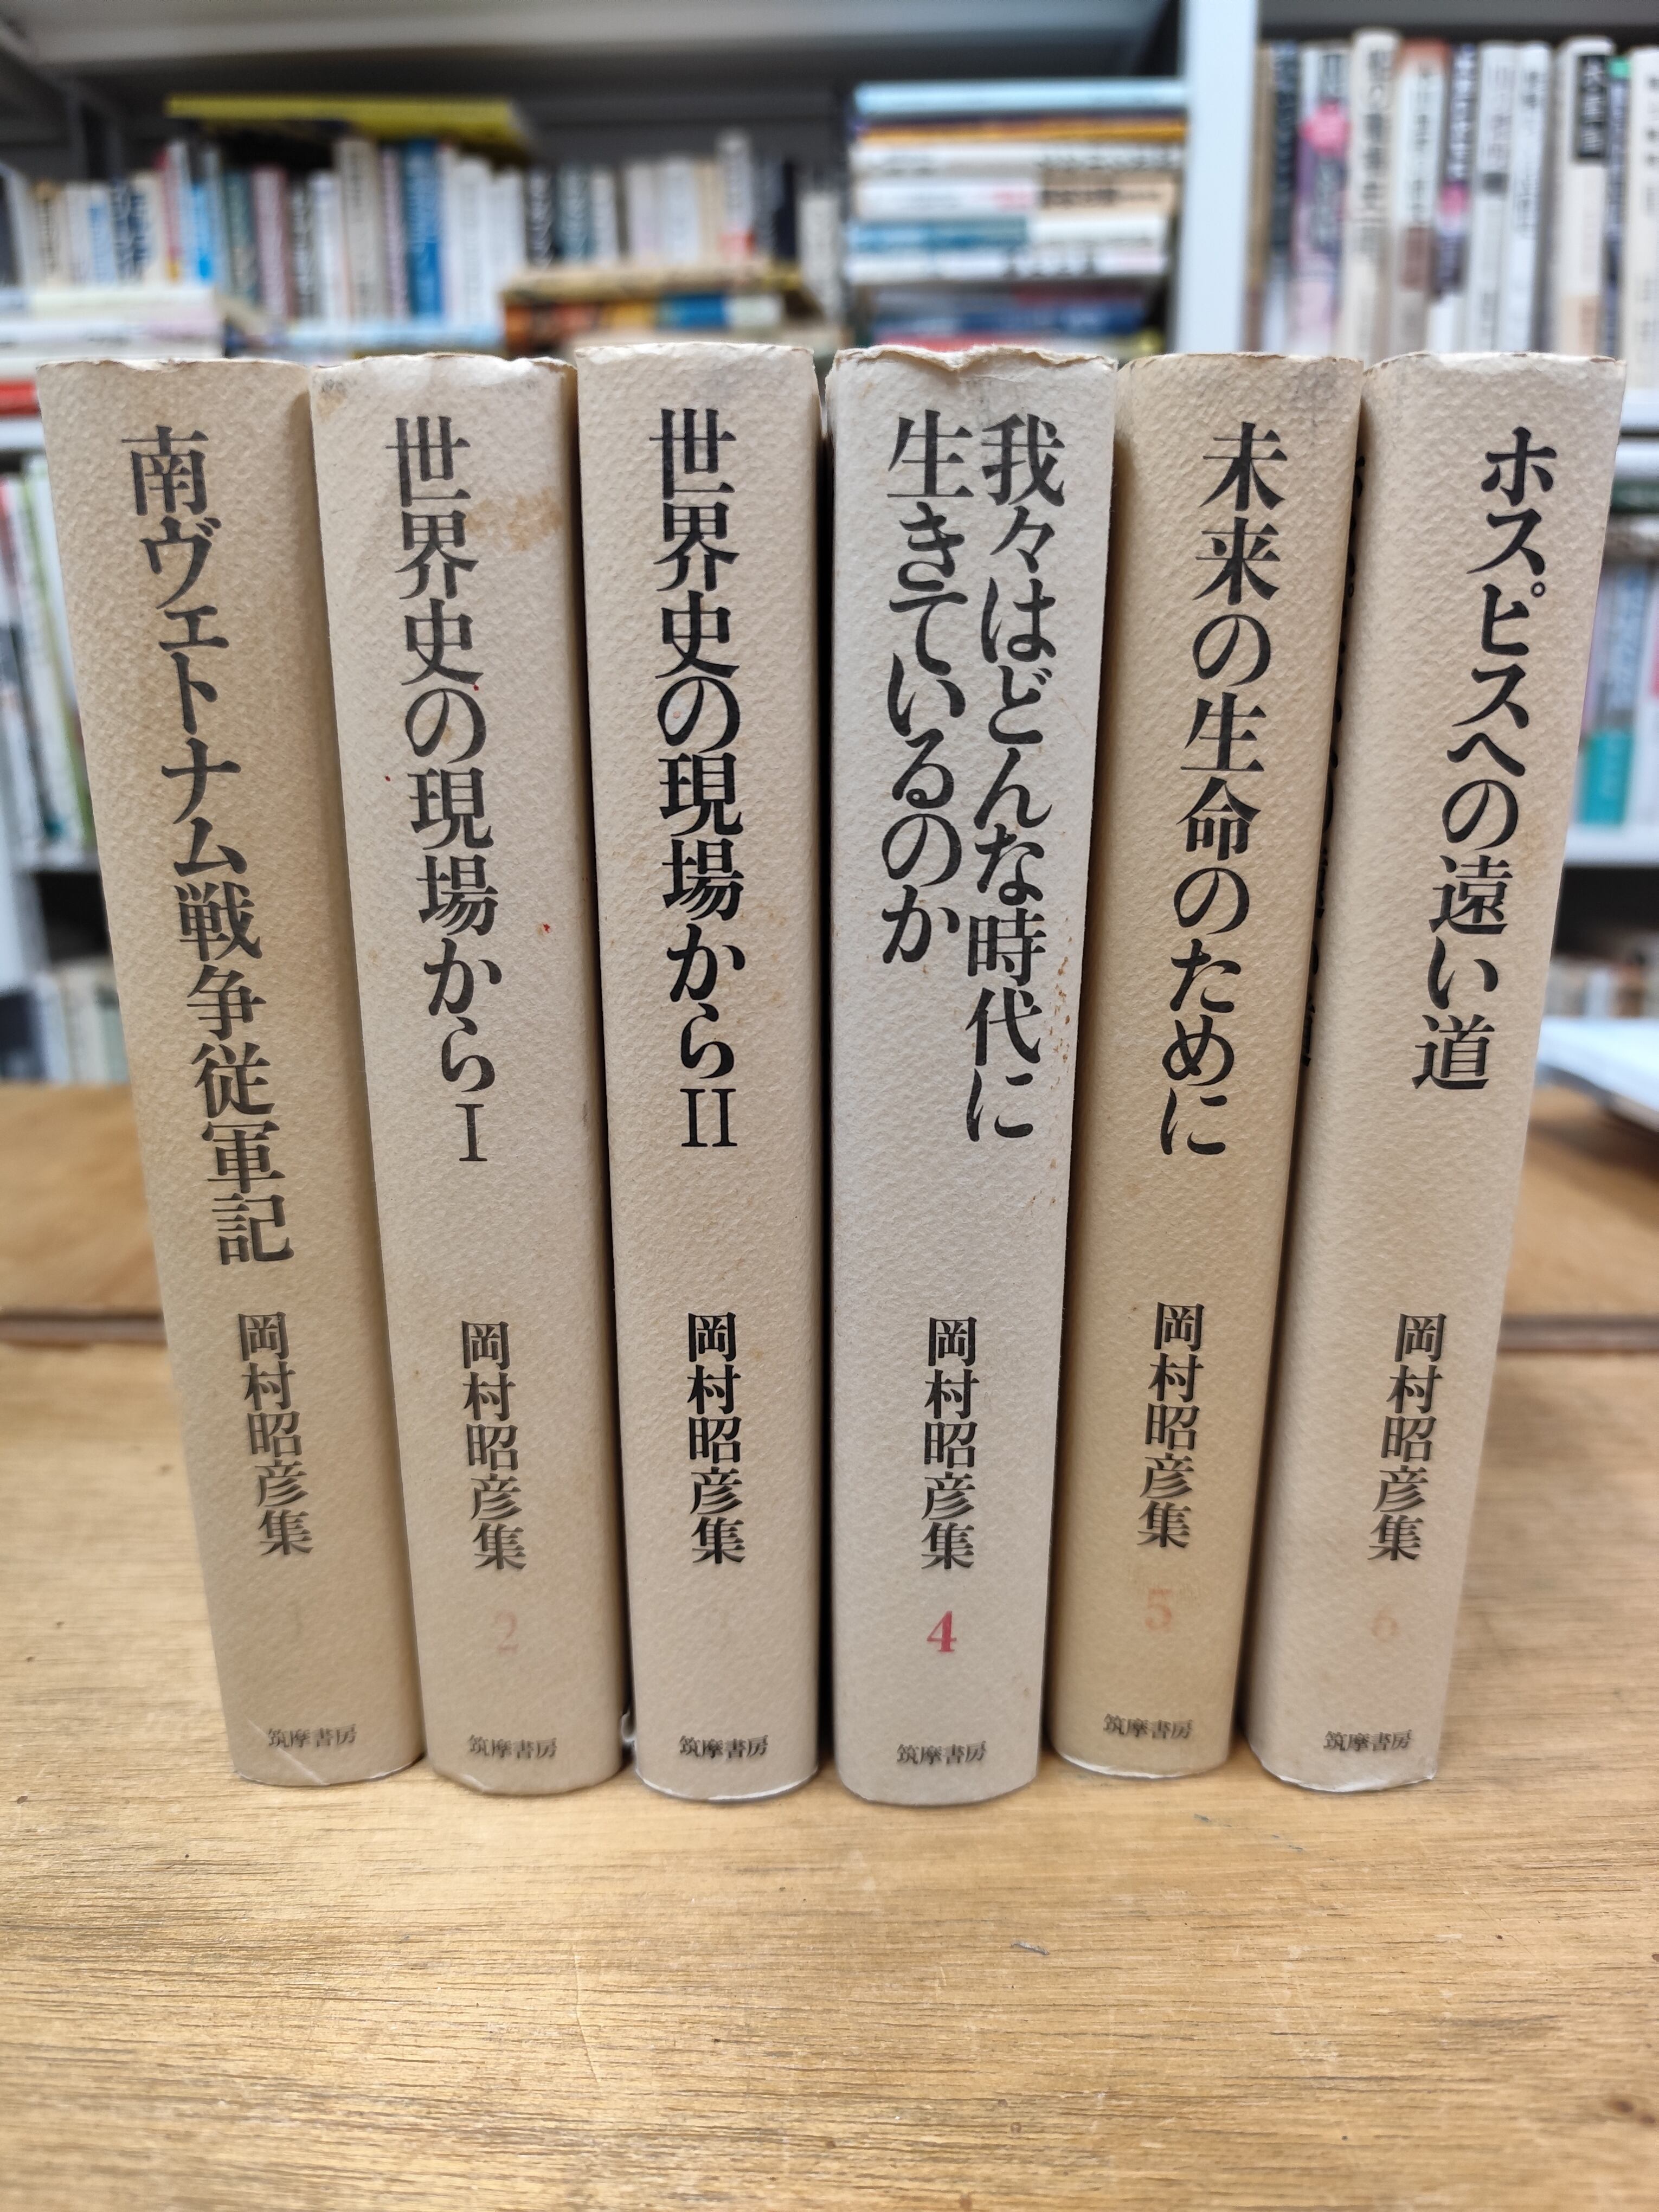 南ヴェトナム戦争従軍記
岡村昭彦集
1
筑摩書房
世界史の現場からI
岡村昭彦集
2
筑摩書房
世界史の現場からII
岡村昭彦集
筑摩書房
我々はどんな時代に
生きているのか
岡村昭彦集
4
筑摩書房
未来の生命のために
岡村昭彦集
5
筑摩書房
ホスピスへの遠い道
岡村昭彦集
6
筑摩書房